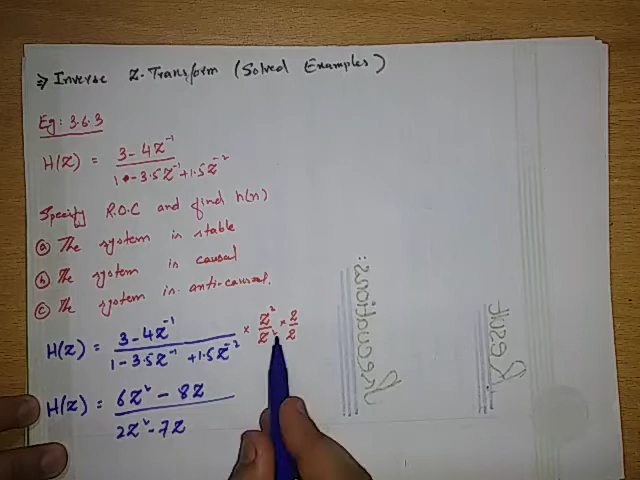 ⇒ Inverse Z-Transform (Solved Examples)
Eg: 3.6.3
H(Z) = 3 - 4Z⁻¹ / 1 - 3.5Z⁻¹ + 1.5Z⁻²
Specify R.O.C and find h(n)
ⓐ The system is stable
ⓑ The system is causal
ⓒ The system is anti-causal.
H(Z) = 3 - 4Z⁻¹ / 1 - 3.5Z⁻¹ + 1.5Z⁻² × Z²/Z² × 2/2
H(Z) = 6Z² - 8Z / 2Z² - 7Z